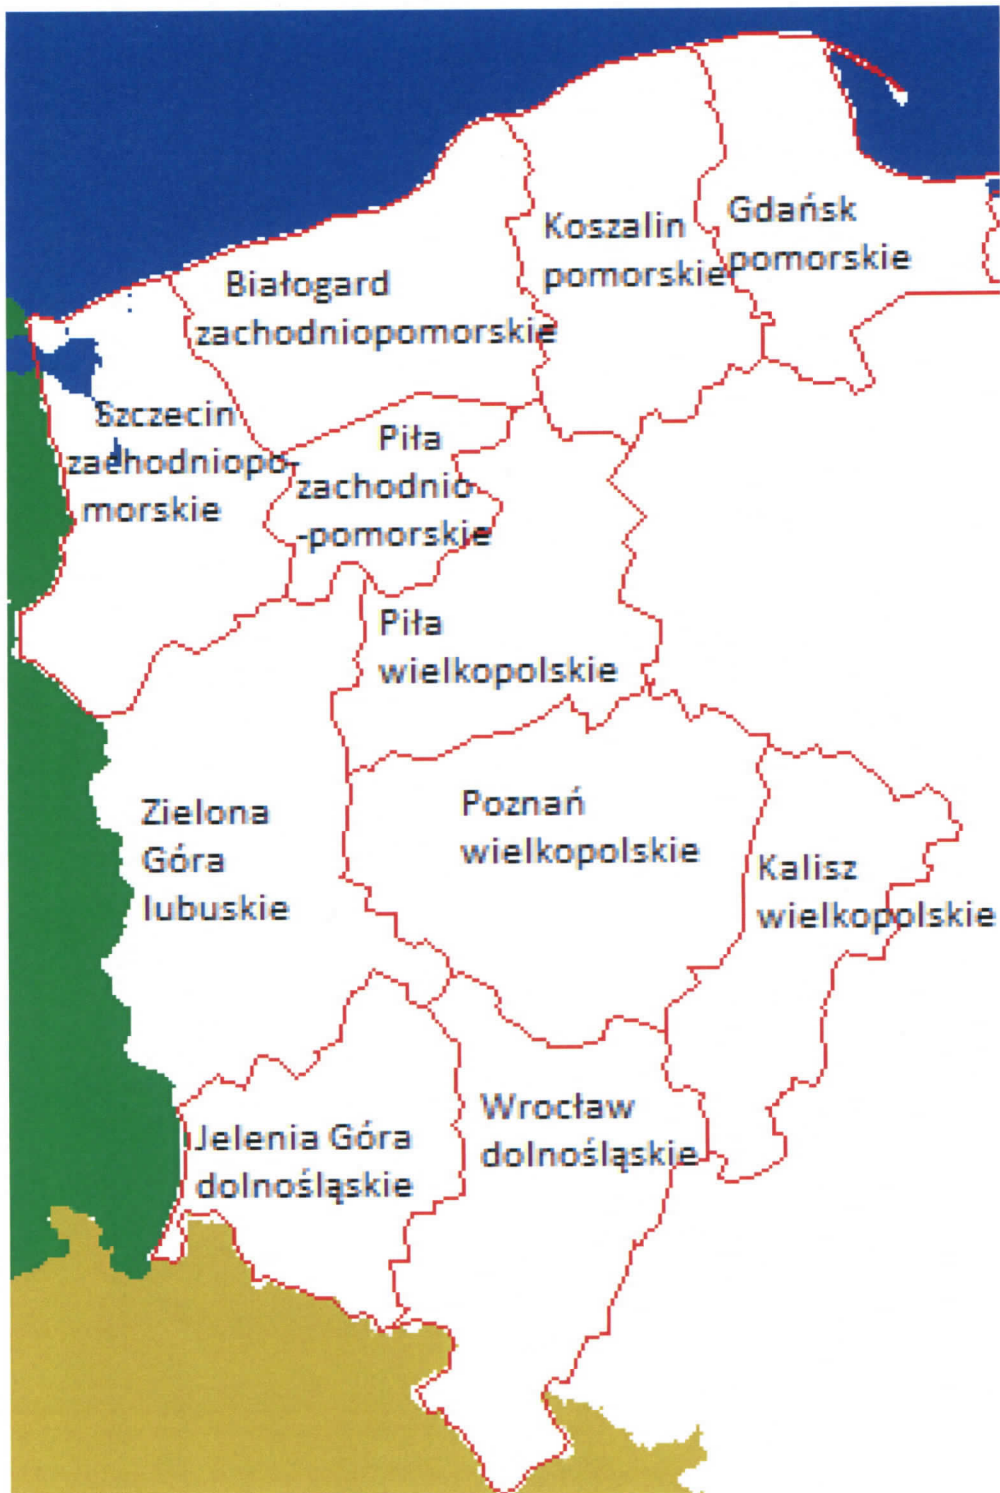 Gdańsk
pomorskie
Koszalin
pomorskie
Białogard
zachodniopomorskie
Szczecin
zachodniopo-
morskie
Piła
zachodnio
-pomorskie
Piła
wielkopolskie
Zielona
Góra
lubuskie
Poznań
wielkopolskie
Kalisz
wielkopolskie
Wrocław
dolnośląskie
Jelenia Góra
dolnośląskie